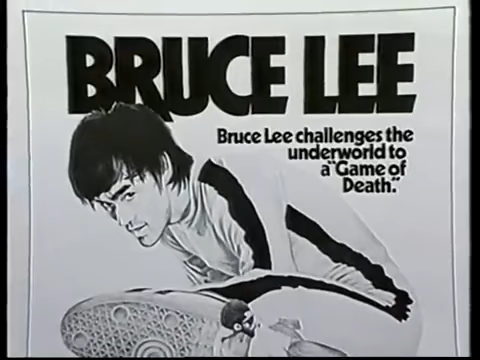 BRUCE LEE
Bruce Lee challenges the
underworld to
a "Game of
Death."